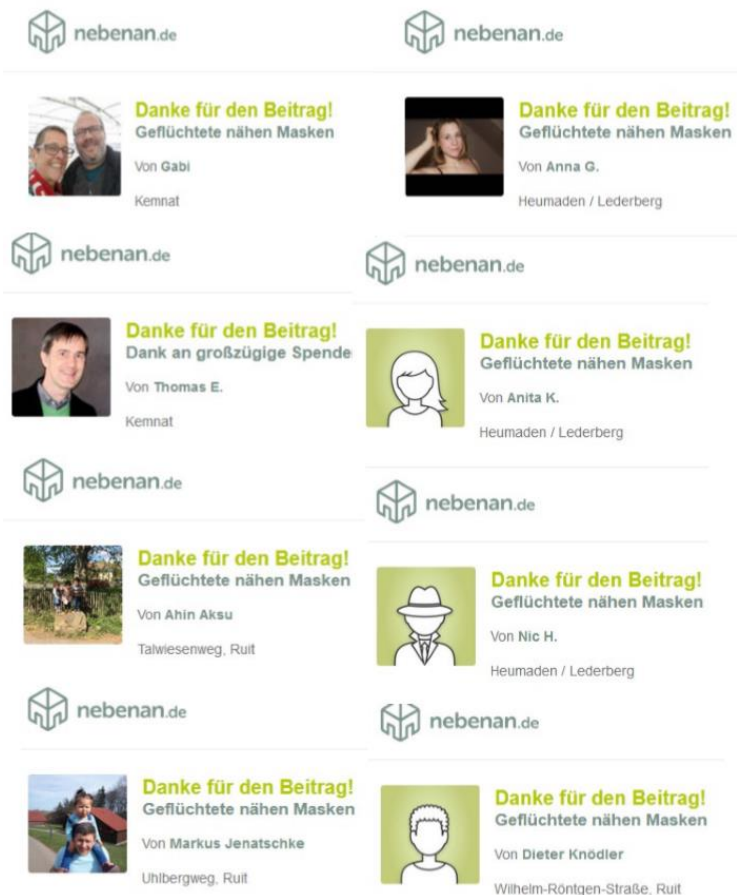 nebenan.de
Danke für den Beitrag!
Geflüchtete nähen Masken
Von Gabi
Kemnat
nebenan.de
Danke für den Beitrag!
Geflüchtete nähen Masken
Von Anna G.
Heumaden / Lederberg
nebenan.de
Danke für den Beitrag!
Dank an großzügige Spende
Von Thomas E.
Kemnat
nebenan.de
Danke für den Beitrag!
Geflüchtete nähen Masken
Von Anita K.
Heumaden / Lederberg
nebenan.de
Danke für den Beitrag!
Geflüchtete nähen Masken
Von Ahin Aksu
Talwiesenweg, Ruit
nebenan.de
Danke für den Beitrag!
Geflüchtete nähen Masken
Von Nic H.
Heumaden / Lederberg
nebenan.de
Danke für den Beitrag!
Geflüchtete nähen Masken
Von Markus Jenatschke
Uhlbergweg, Ruit
nebenan.de
Danke für den Beitrag!
Geflüchtete nähen Masken
Von Dieter Knödler
Wilhelm-Röntgen-Straße, Ruit